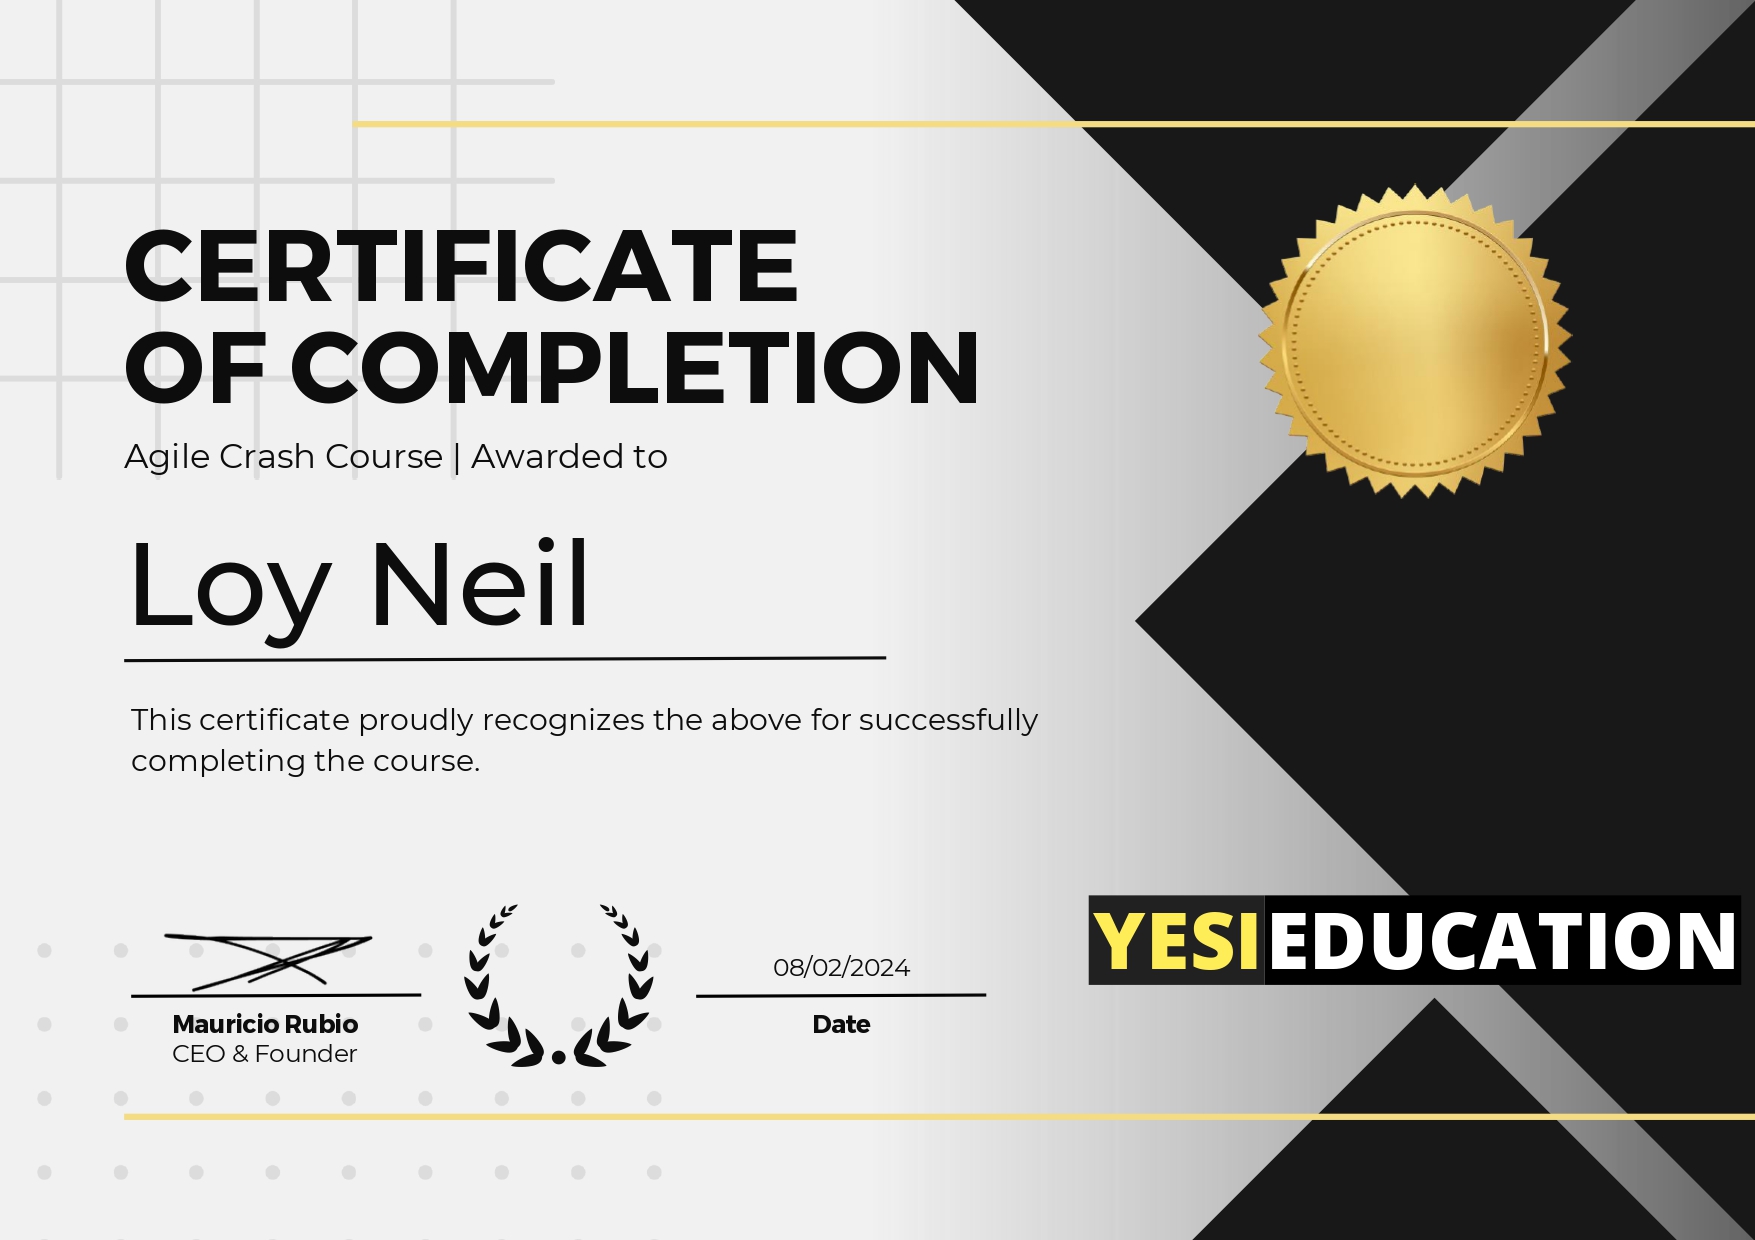 CERTIFICATE
OF COMPLETION
Agile Crash Course | Awarded to
Loy Neil
This certificate proudly recognizes the above for successfully
completing the course.
08/02/2024
Mauricio Rubio
CEO & Founder
Date
YESI EDUCATION